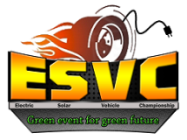 ESVC
Electric Solar Vehicle Championship
Green event for green future